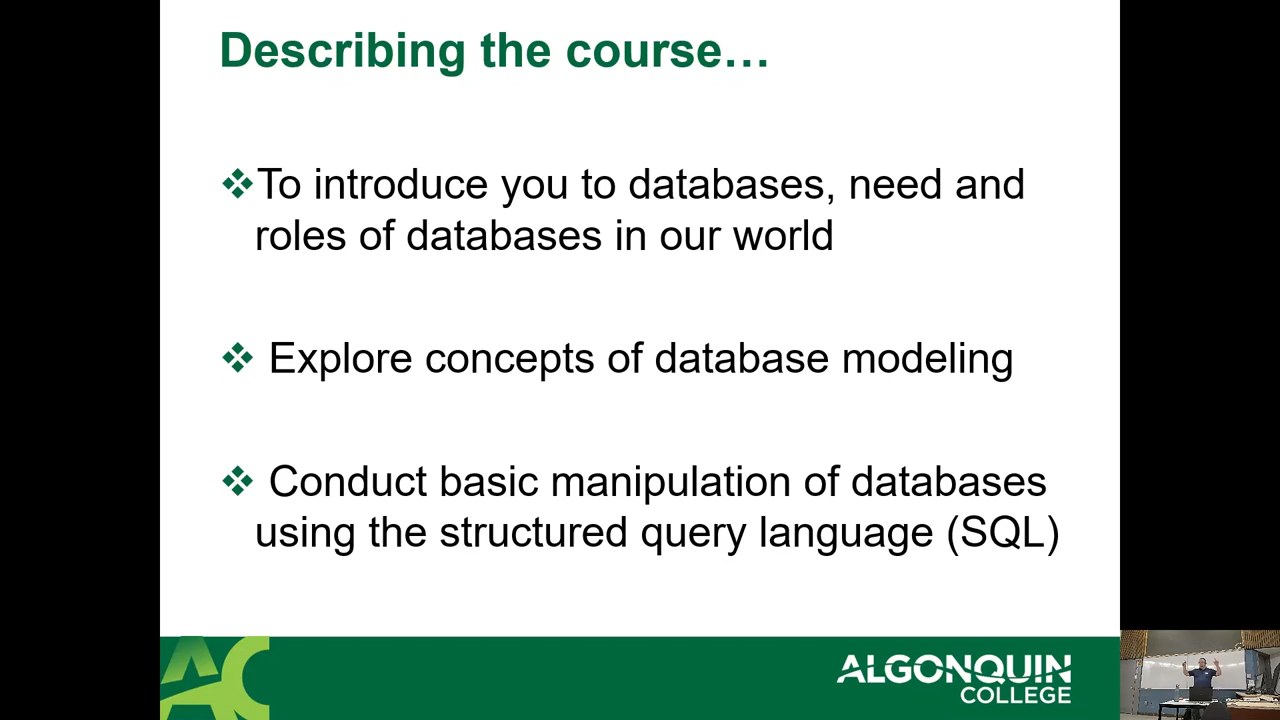 Describing the course…
❖To introduce you to databases, need and
roles of databases in our world
❖ Explore concepts of database modeling
❖ Conduct basic manipulation of databases
using the structured query language (SQL)
AC
ALGONQUIN
COLLEGE